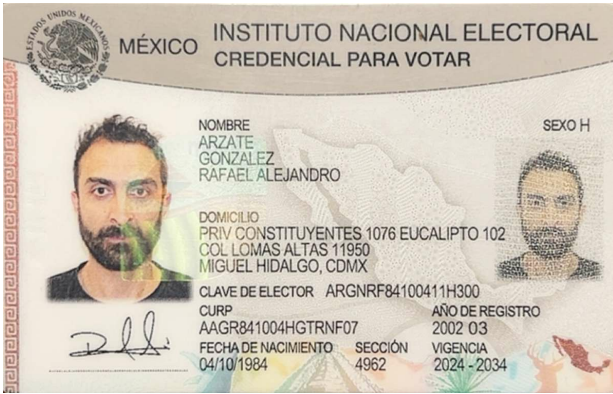 ESTADOS UNIDOS MEXICANOS
MÉXICO
INSTITUTO NACIONAL ELECTORAL
CREDENCIAL PARA VOTAR
NOMBRE
SEXO H
ARZATE
GONZALEZ
RAFAEL ALEJANDRO
DOMICILIO
PRIV CONSTITUYENTES 1076 EUCALIPTO 102
COL LOMAS ALTAS 11950
MIGUEL HIDALGO, CDMX
CLAVE DE ELECTOR ARGNRF84100411H300
CURP
AAGR841004HGTRNF07
AÑO DE REGISTRO
2002 03
FECHA DE NACIMIENTO
04/10/1984
SECCIÓN
4962
VIGENCIA
2024 - 2034